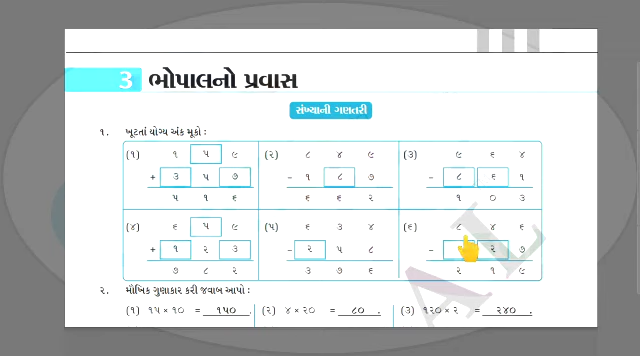 3 ભોપાલનો પ્રવાસ
સંખ્યાની ગણતરી
૧. ખૂટતાં યોગ્ય અંક મૂકો :
(૧) ૧ ૫ ૯ (૨) ૮ ૪ ૯ (૩) ૯ ૬ ૪
+ ૩ ૫ ૭ − ૧ ૮ ૭ − ૮ ૬ ૧
૫ ૧ ૬ ૬ ૬ ૨ ૧ ૦ ૩
(૪) ૬ ૫ ૯ (૫) ૬ ૩ ૪ (૬) ૮ ૪ ૬
+ ૧ ૨ ૩ − ૨ ૫ ૮ − ૨ ૭
૭ ૮ ૨ ૩ ૭ ૬ ૨ ૧ ૯
૨. મૌખિક ગુણાકાર કરી જવાબ આપો :
(૧) ૧૫ × ૧૦ = ૧૫૦ . (૨) ૪ × ૨૦ = ૮૦ . (૩) ૧૨૦ × ૨ = ૨૪૦ .
A L